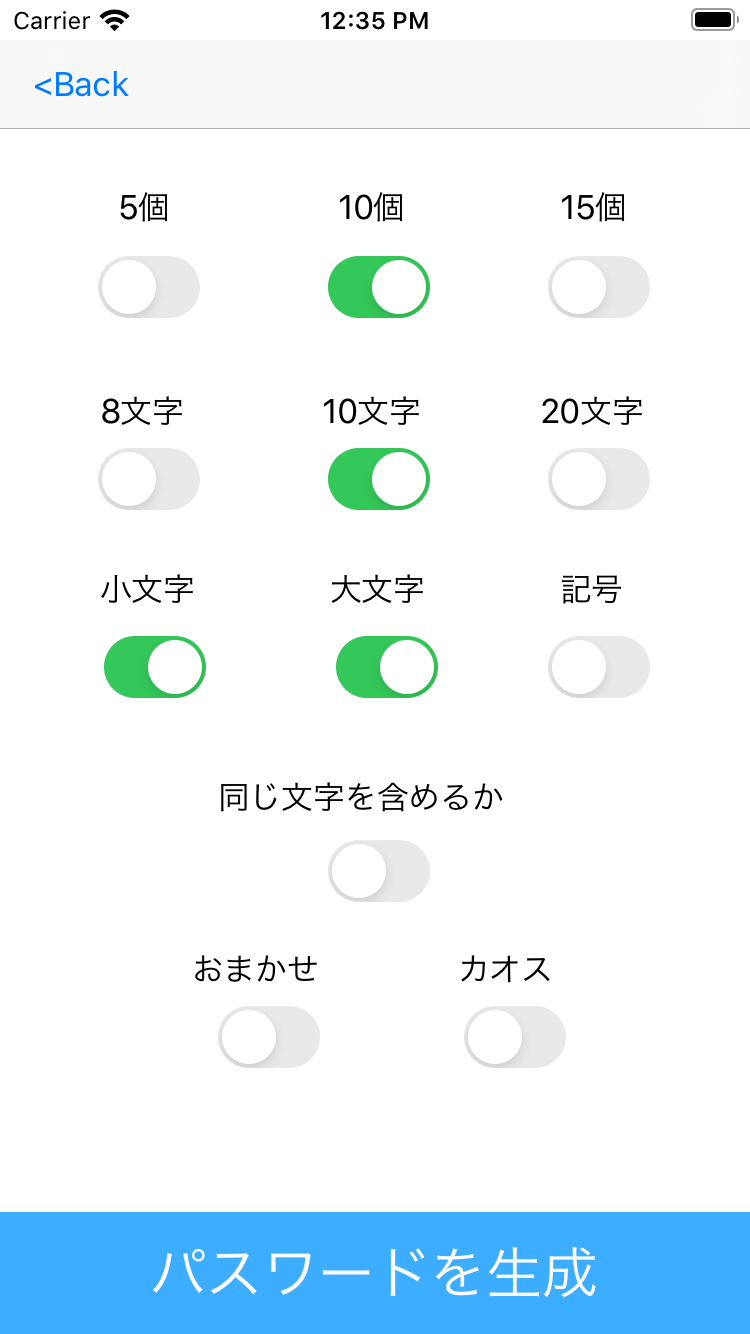 Carrier 12:35 PM
<Back
5個 10個 15個
8文字 10文字 20文字
小文字 大文字 記号
同じ文字を含めるか
おまかせ カオス
パスワードを生成